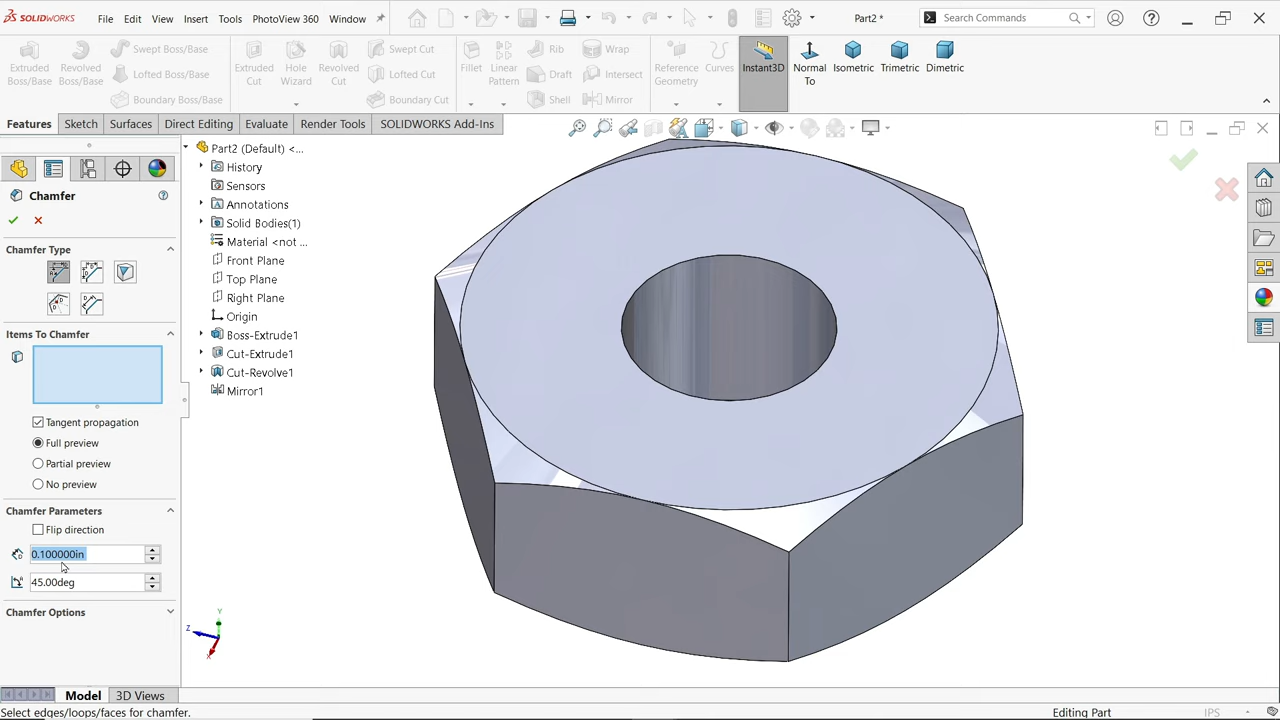 SOLIDWORKS
File Edit View Insert Tools PhotoView 360 Window
Part2 *
Search Commands
Extruded Boss/Base
Revolved Boss/Base
Swept Boss/Base
Lofted Boss/Base
Boundary Boss/Base
Extruded Cut
Hole Wizard
Revolved Cut
Swept Cut
Lofted Cut
Boundary Cut
Fillet
Linear Pattern
Rib
Draft
Shell
Wrap
Intersect
Mirror
Reference Geometry
Curves
Instant3D
Normal To
Isometric
Trimetric
Dimetric
Features Sketch Surfaces Direct Editing Evaluate Render Tools SOLIDWORKS Add-Ins
Chamfer
Chamfer Type
Items To Chamfer
Tangent propagation
Full preview
Partial preview
No preview
Chamfer Parameters
Flip direction
0.100000in
45.00deg
Chamfer Options
Part2 (Default) <...
History
Sensors
Annotations
Solid Bodies(1)
Material <not ...
Front Plane
Top Plane
Right Plane
Origin
Boss-Extrude1
Cut-Extrude1
Cut-Revolve1
Mirror1
Y
Z
X
Model 3D Views
Select edges/loops/faces for chamfer.
Editing Part
IPS